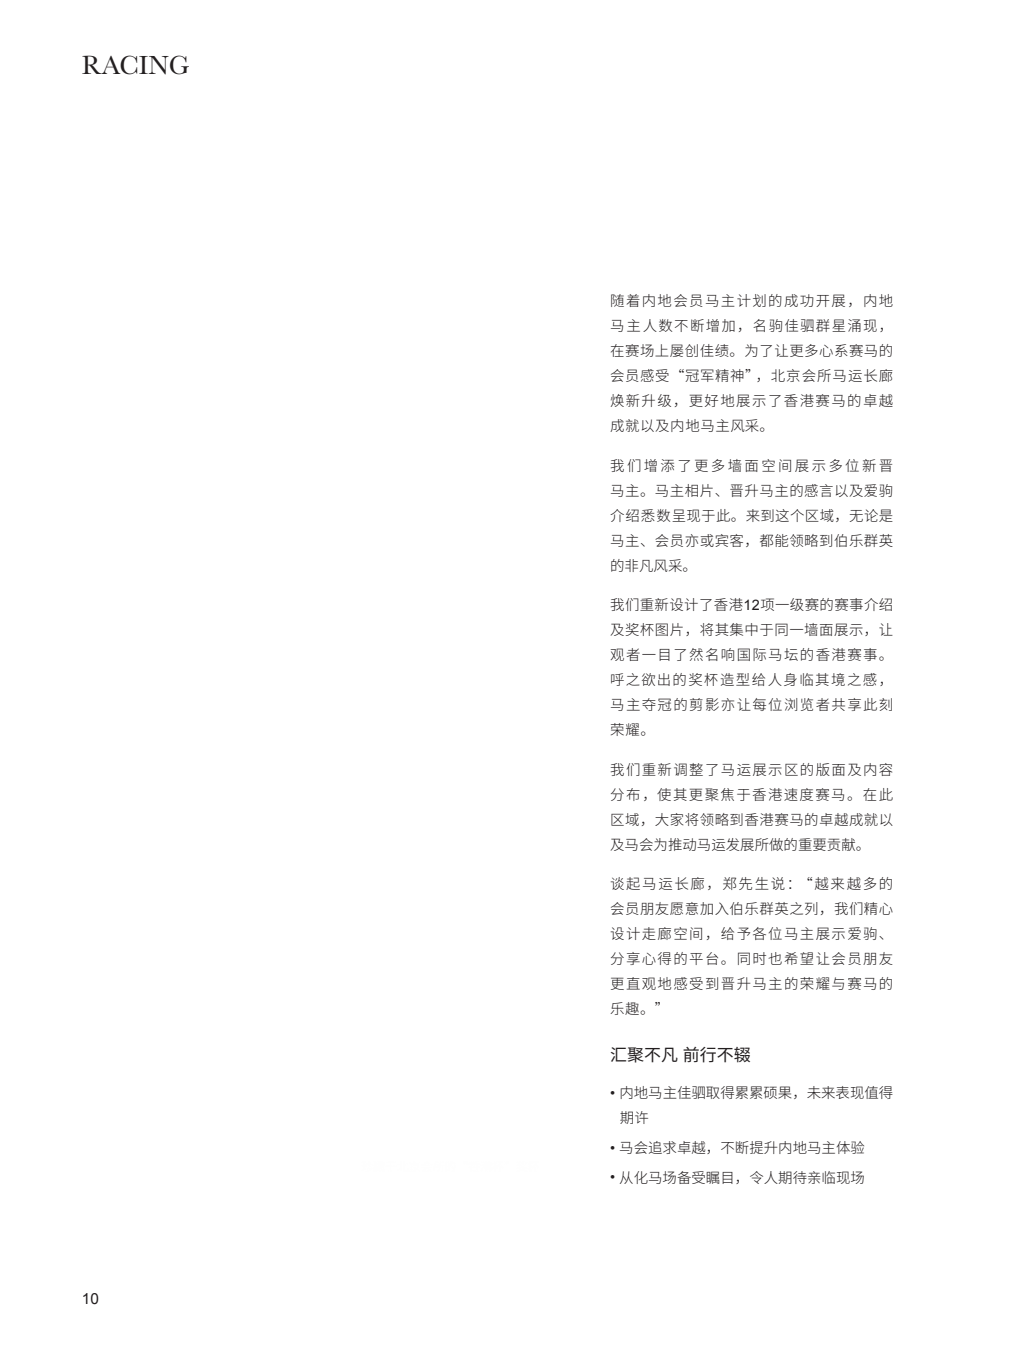 RACING
随着内地会员马主计划的成功开展，内地
马主人数不断增加，名驹佳驷群星涌现，
在赛场上屡创佳绩。为了让更多心系赛马的
会员感受“冠军精神”，北京会所马运长廊
焕新升级，更好地展示了香港赛马的卓越
成就以及内地马主风采。
我们增添了更多墙面空间展示多位新晋
马主。马主相片、晋升马主的感言以及爱驹
介绍悉数呈现于此。来到这个区域，无论是
马主、会员亦或宾客，都能领略到伯乐群英
的非凡风采。
我们重新设计了香港12项一级赛的赛事介绍
及奖杯图片，将其集中于同一墙面展示，让
观者一目了然名响国际马坛的香港赛事。
呼之欲出的奖杯造型给人身临其境之感，
马主夺冠的剪影亦让每位浏览者共享此刻
荣耀。
我们重新调整了马运展示区的版面及内容
分布，使其更聚焦于香港速度赛马。在此
区域，大家将领略到香港赛马的卓越成就以
及马会为推动马运发展所做的重要贡献。
谈起马运长廊，郑先生说：“越来越多的
会员朋友愿意加入伯乐群英之列，我们精心
设计走廊空间，给予各位马主展示爱驹、
分享心得的平台。同时也希望让会员朋友
更直观地感受到晋升马主的荣耀与赛马的
乐趣。”
汇聚不凡 前行不辍
• 内地马主佳驷取得累累硕果，未来表现值得
期许
• 马会追求卓越，不断提升内地马主体验
• 从化马场备受瞩目，令人期待亲临现场
10